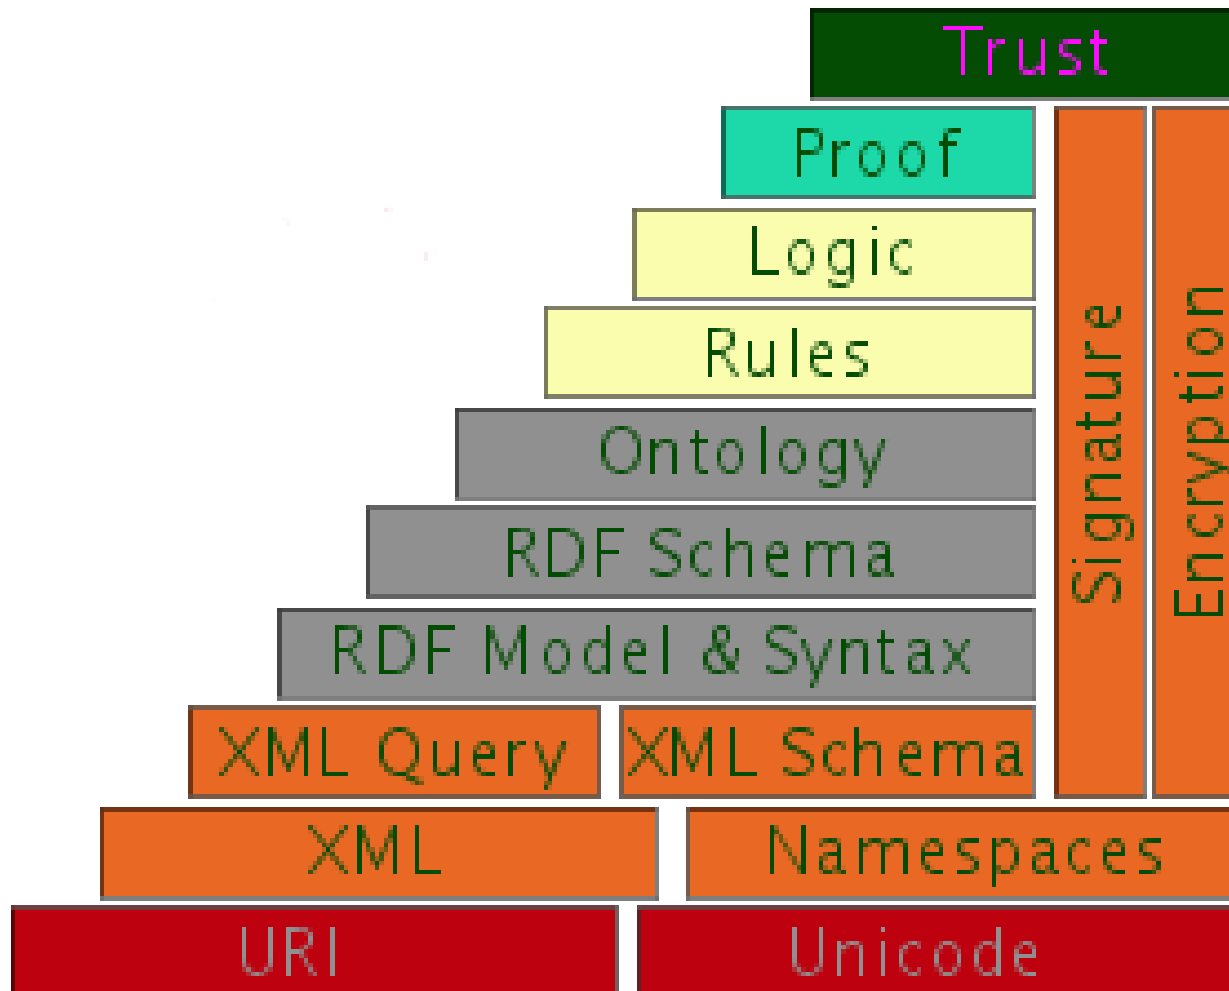 Trust
Proof
Logic
Rules
Ontology
RDF Schema
RDF Model & Syntax
Signature
Encryption
XML Query
XML Schema
XML
Namespaces
URI
Unicode